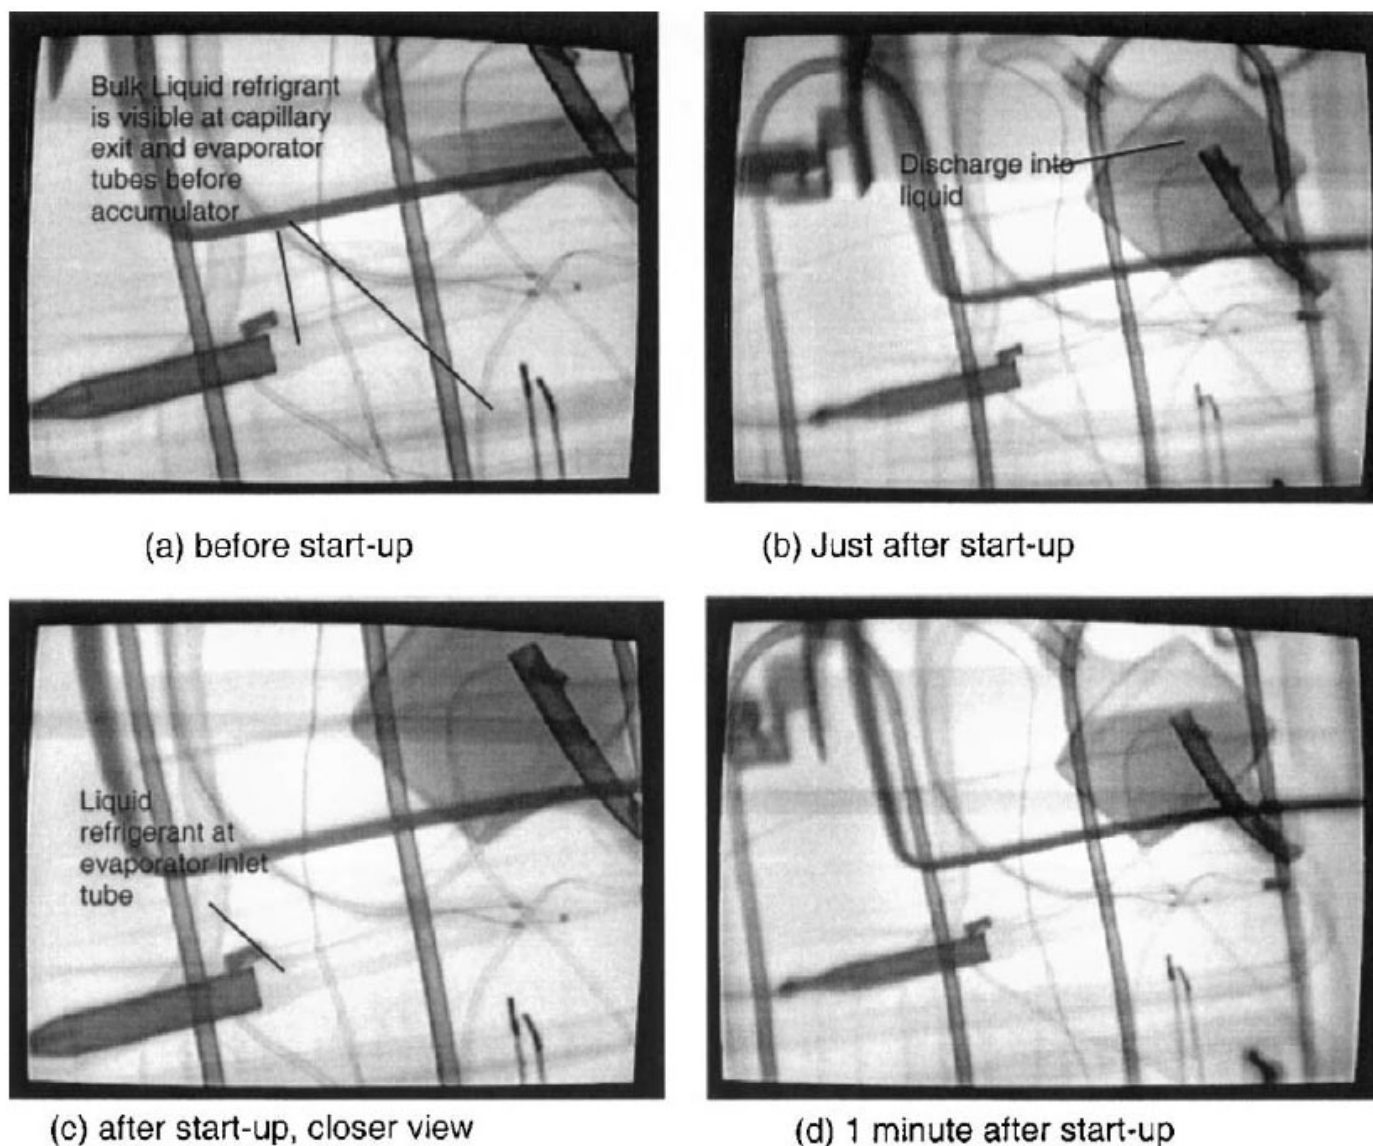 Bulk Liquid refrigrant
is visible at capillary
exit and evaporator
tubes before
accumulator
Discharge into
liquid
(a) before start-up
(b) Just after start-up
Liquid
refrigerant at
evaporator inlet
tube
(c) after start-up, closer view
(d) 1 minute after start-up